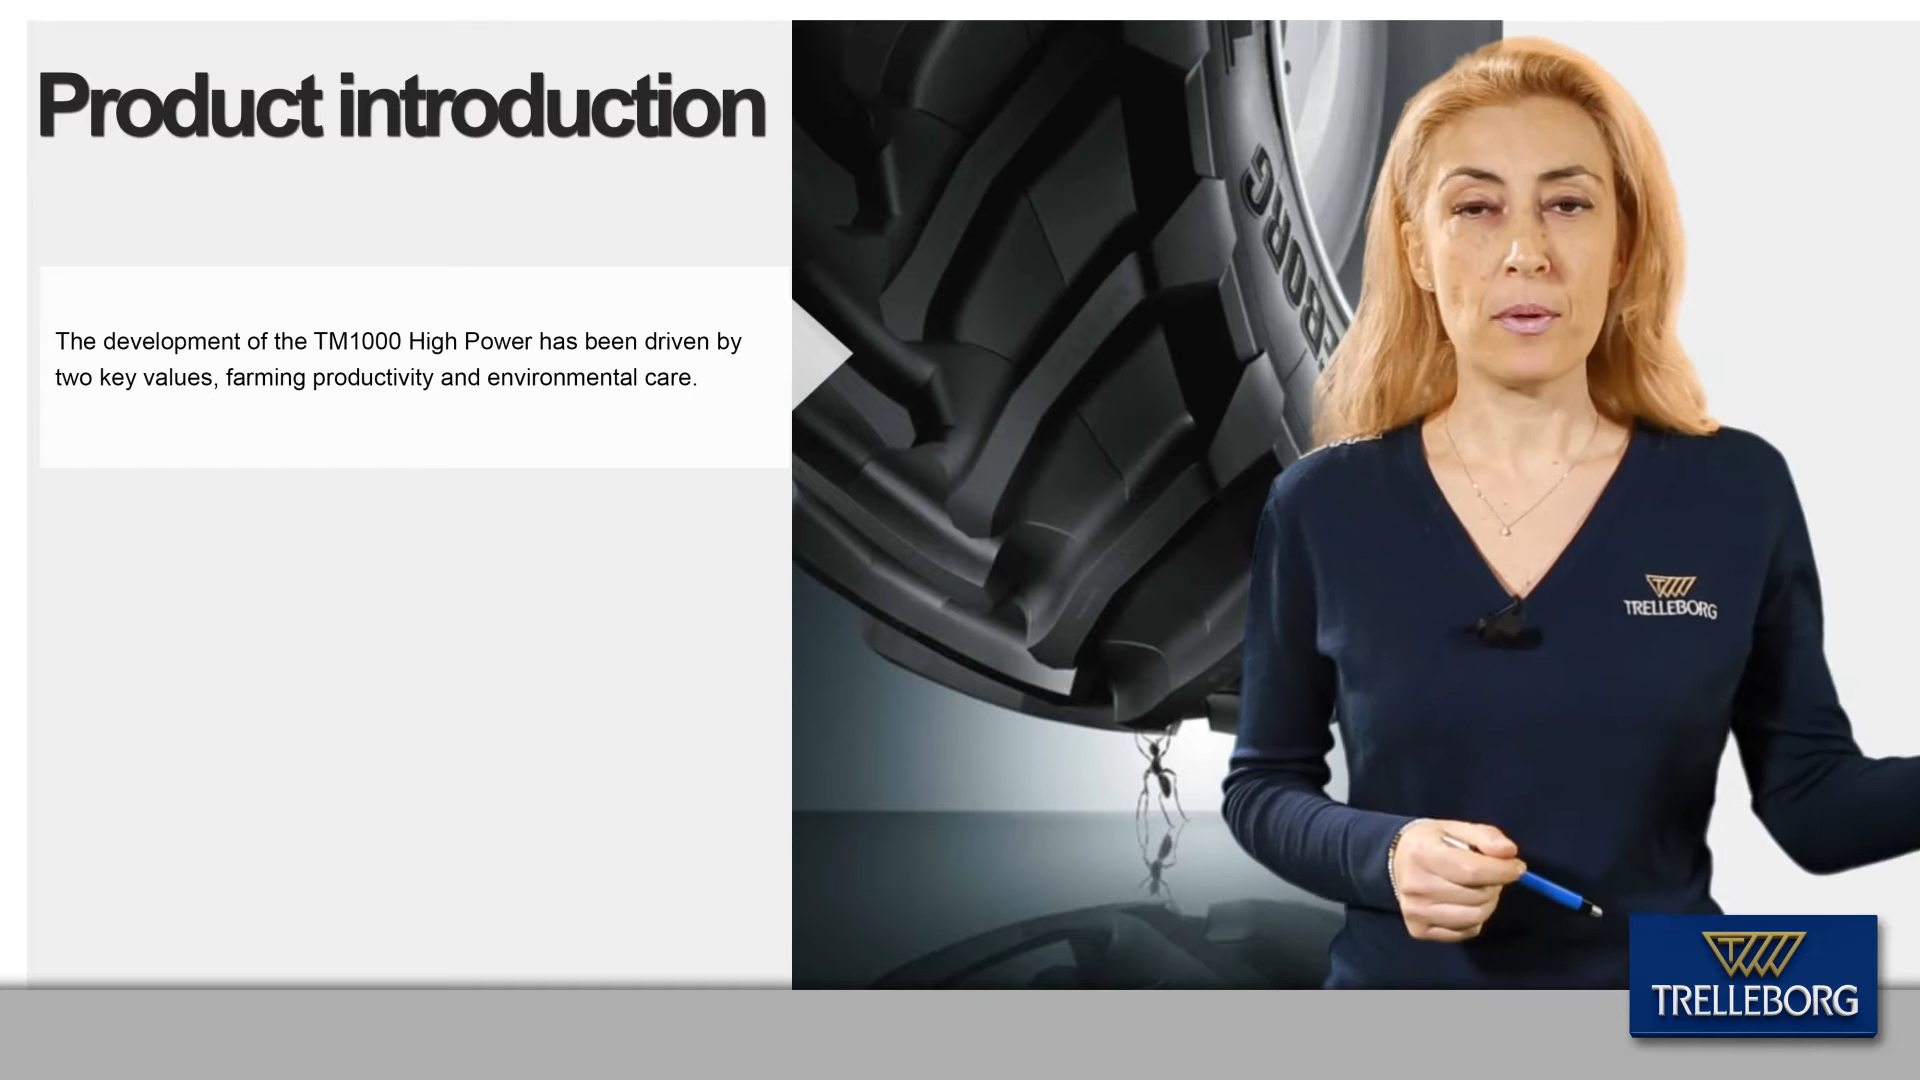 Product introduction
The development of the TM1000 High Power has been driven by
two key values, farming productivity and environmental care.
BORG
TRELLEBORG
TRELLEBORG